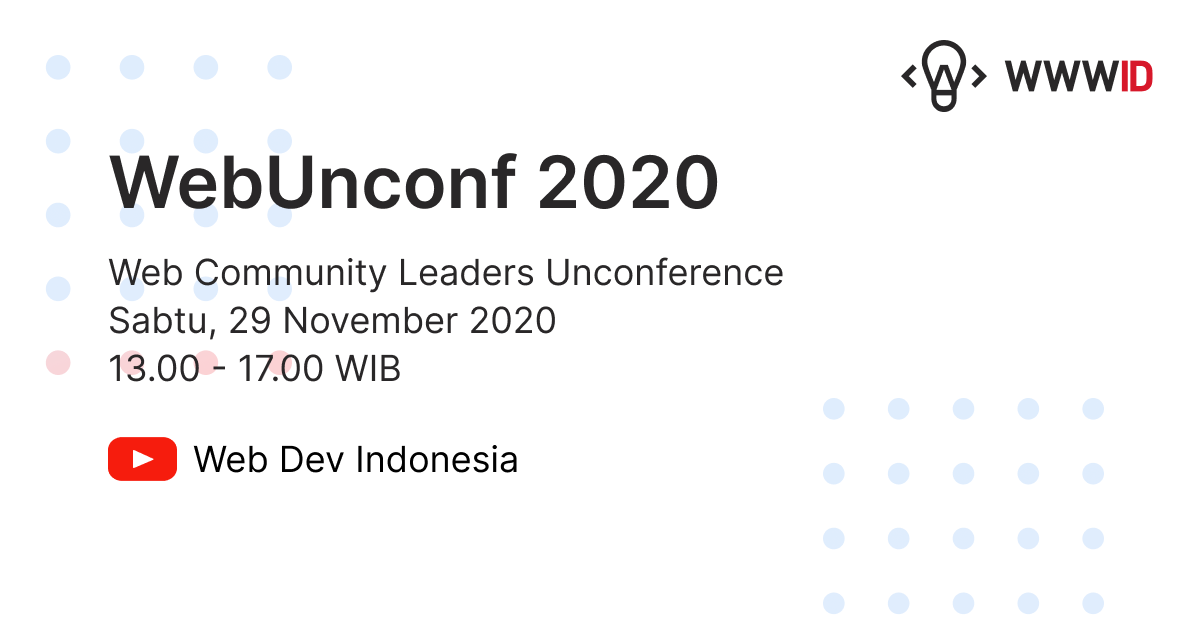 WWWID
WebUnconf 2020
Web Community Leaders Unconference
Sabtu, 29 November 2020
13.00 - 17.00 WIB
Web Dev Indonesia